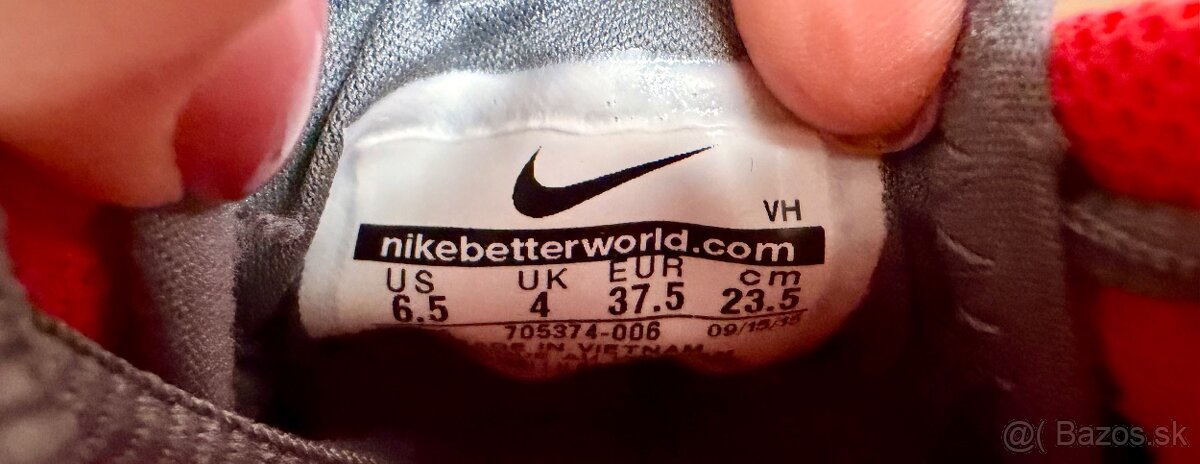 VH
nikebetterworld.com
US UK EUR cm
6.5 4 37.5 23.5
705374-006 09/15/15
IN VIETNAM
@( Bazos.sk